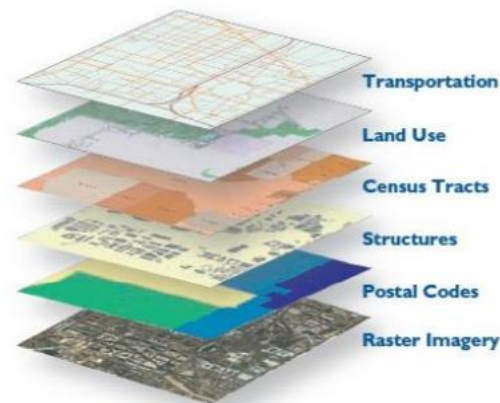 Transportation
Land Use
Census Tracts
Structures
Postal Codes
Raster Imagery